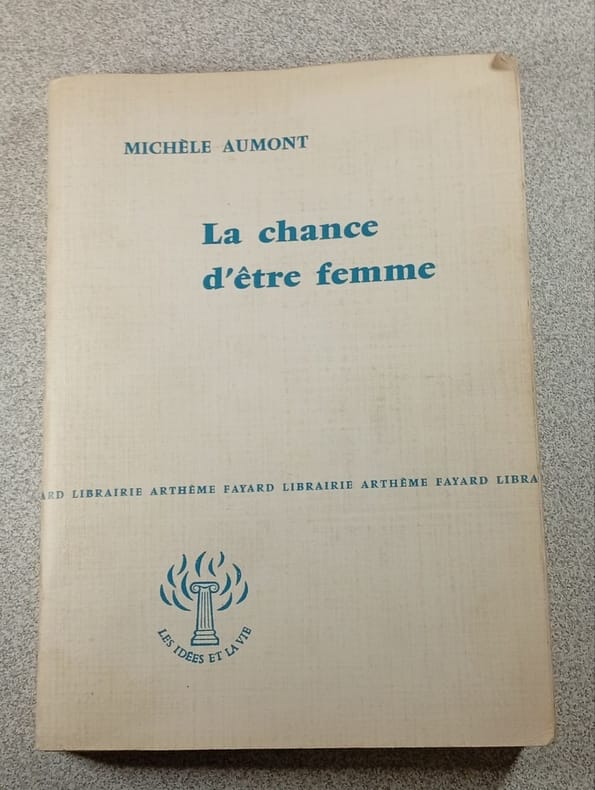 MICHÈLE AUMONT
La chance
d'être femme
ARD LIBRAIRIE ARTHÈME FAYARD LIBRAIRIE ARTHÈME FAYARD LIBRA
LES IDÉES ET LA VIE